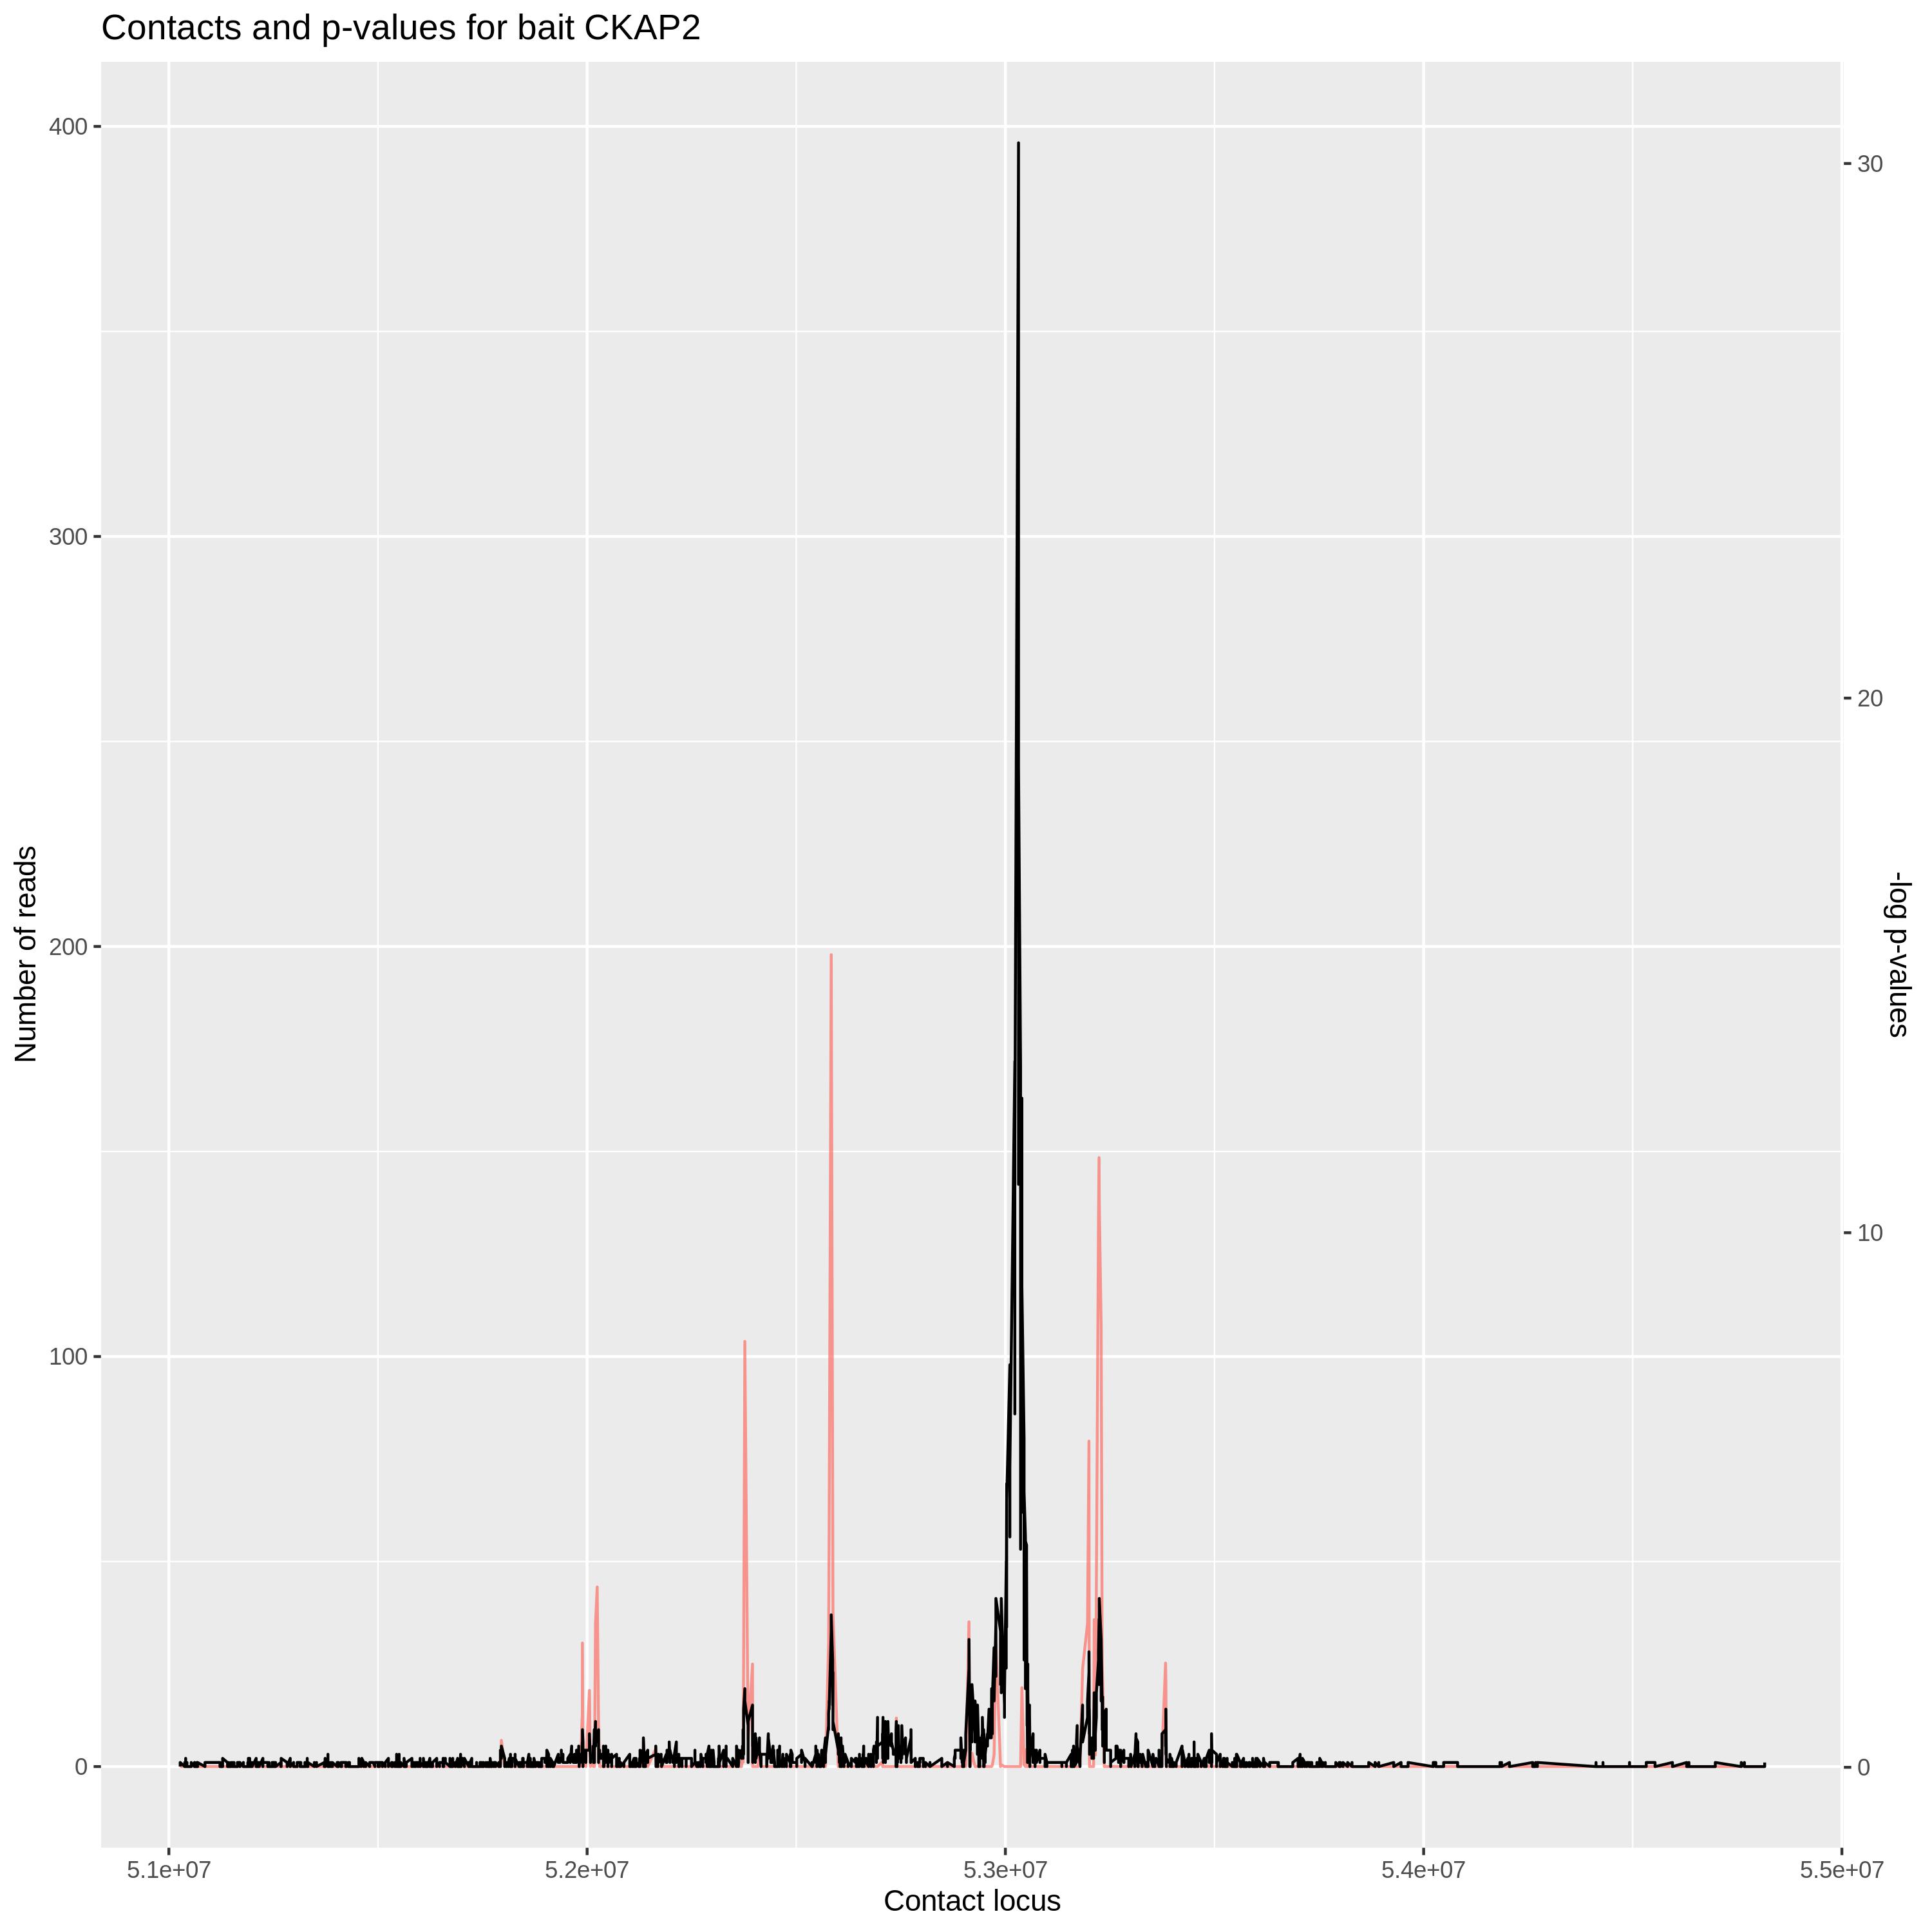 Contacts and p-values for bait CKAP2
400
300
200
100
0
Number of reads
30
20
10
0
-log p-values
5.1e+07
5.2e+07
5.3e+07
5.4e+07
5.5e+07
Contact locus